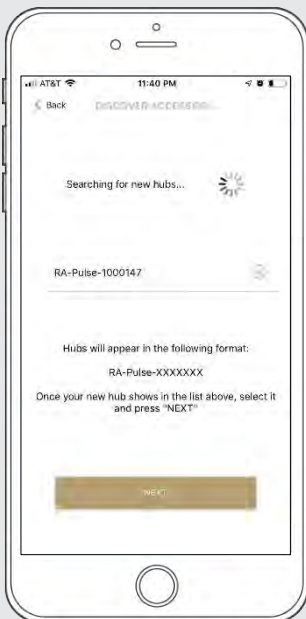 AT&T 11:40 PM
Back DISCOVER ACCESSORI...
Searching for new hubs...
RA-Pulse-1000147
Hubs will appear in the following format:
RA-Pulse-XXXXXXX
Once your new hub shows in the list above, select it
and press "NEXT"
NEXT